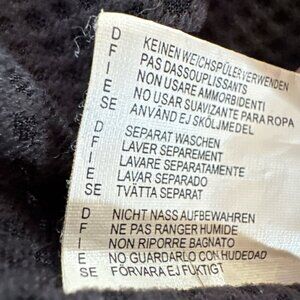 D KEINEN WEICHSPÜLER VERWENDEN
F PAS DASSOUPLISSANTS
I NON USARE AMMORBIDENTI
E NO USAR SUAVIZANTE PARA ROPA
SE ANVÄND EJ SKÖLJMEDEL
D SEPARAT WASCHEN
F LAVER SEPAREMENT
I LAVARE SEPARATAMENTE
E LAVAR SEPARADO
SE TVÄTTA SEPARAT
D NICHT NASS AUFBEWAHREN
F NE PAS RANGER HUMIDE
I NON RIPORRE BAGNATO
E NO GUARDARLO CON HUDEDAD
SE FÖRVARA EJ FUKTIGT